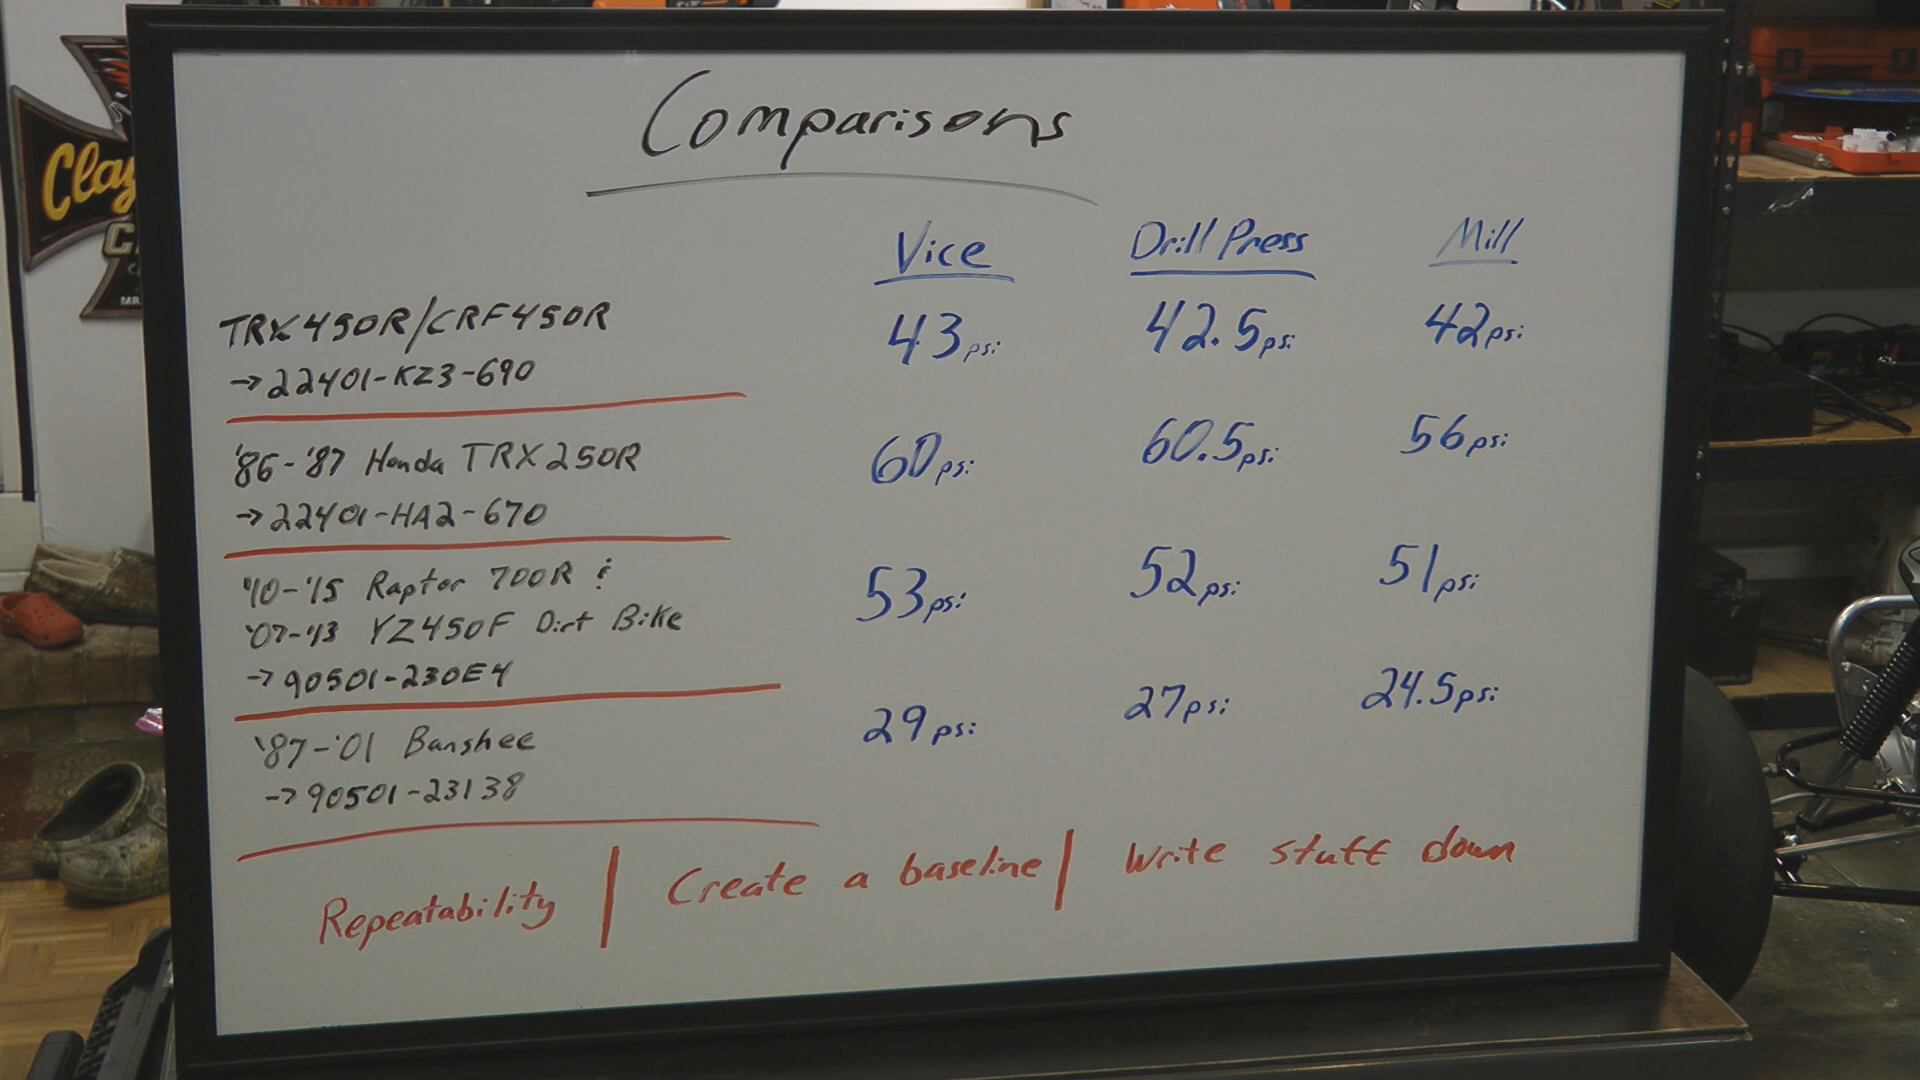 Comparisons
Vice Drill Press Mill
TRX450R/CRF450R 43psi 42.5psi 42psi
→22401-KZ3-690
'86-'87 Honda TRX250R 60psi 60.5psi 56psi
→22401-HA2-670
'10-'15 Raptor 700R & 53psi 52psi 51psi
'07-'13 YZ450F Dirt Bike
→90501-230E4
'87-'01 Banshee 29psi 27psi 24.5psi
→90501-23138
Repeatability | Create a baseline | Write stuff down
Clay
MR.